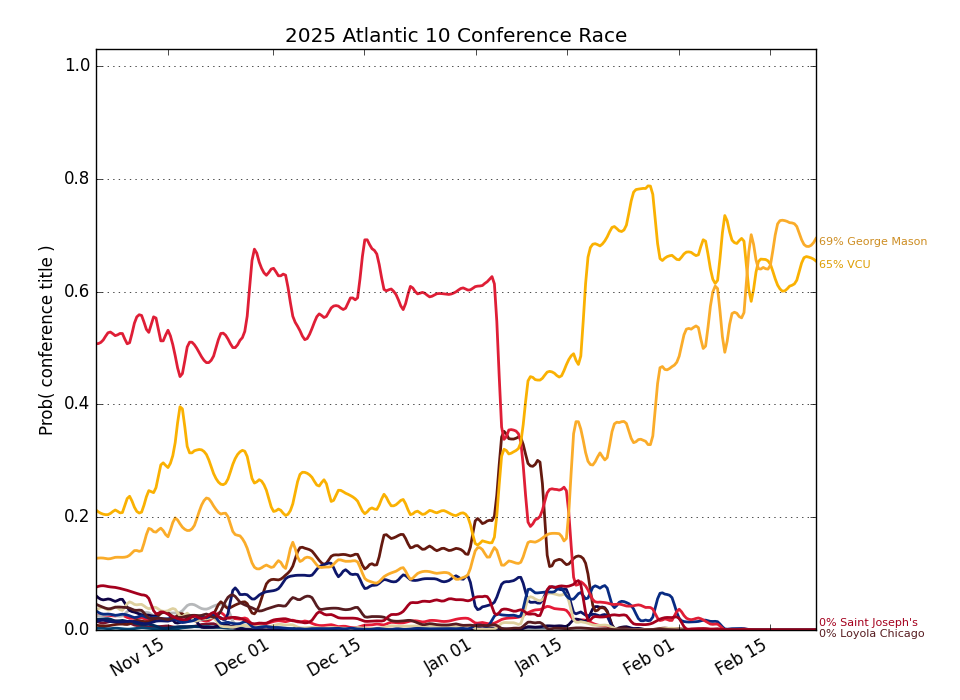 2025 Atlantic 10 Conference Race
Prob( conference title )
1.0
0.8
0.6
0.4
0.2
0.0
69% George Mason
65% VCU
0% Saint Joseph's
0% Loyola Chicago
Nov 15
Dec 01
Dec 15
Jan 01
Jan 15
Feb 01
Feb 15